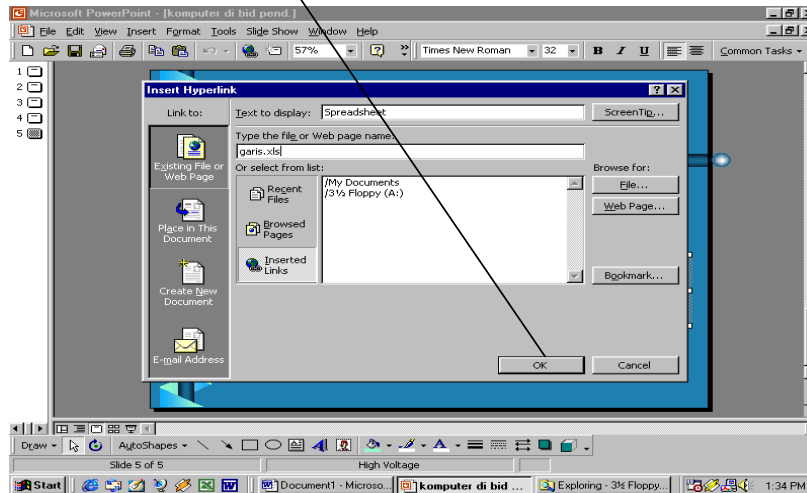 Microsoft PowerPoint - [komputer di bid pend.]
File Edit View Insert Format Tools Slide Show Window Help
57% Times New Roman 32 B I U Common Tasks
1
2
3
4
5
Insert Hyperlink
Link to:
Text to display: Spreadsheet
ScreenTip...
Type the file or Web page name:
garis.xls
Existing File or
Web Page
Or select from list:
Browse for:
Recent
Files
/My Documents
/3½ Floppy (A:)
File...
Web Page...
Place in This
Document
Browsed
Pages
Inserted
Links
Bookmark...
Create New
Document
E-mail Address
OK
Cancel
Draw AutoShapes
Slide 5 of 5
High Voltage
Start
Document1 - Microso...
komputer di bid ...
Exploring - 3½ Floppy...
1:34 PM